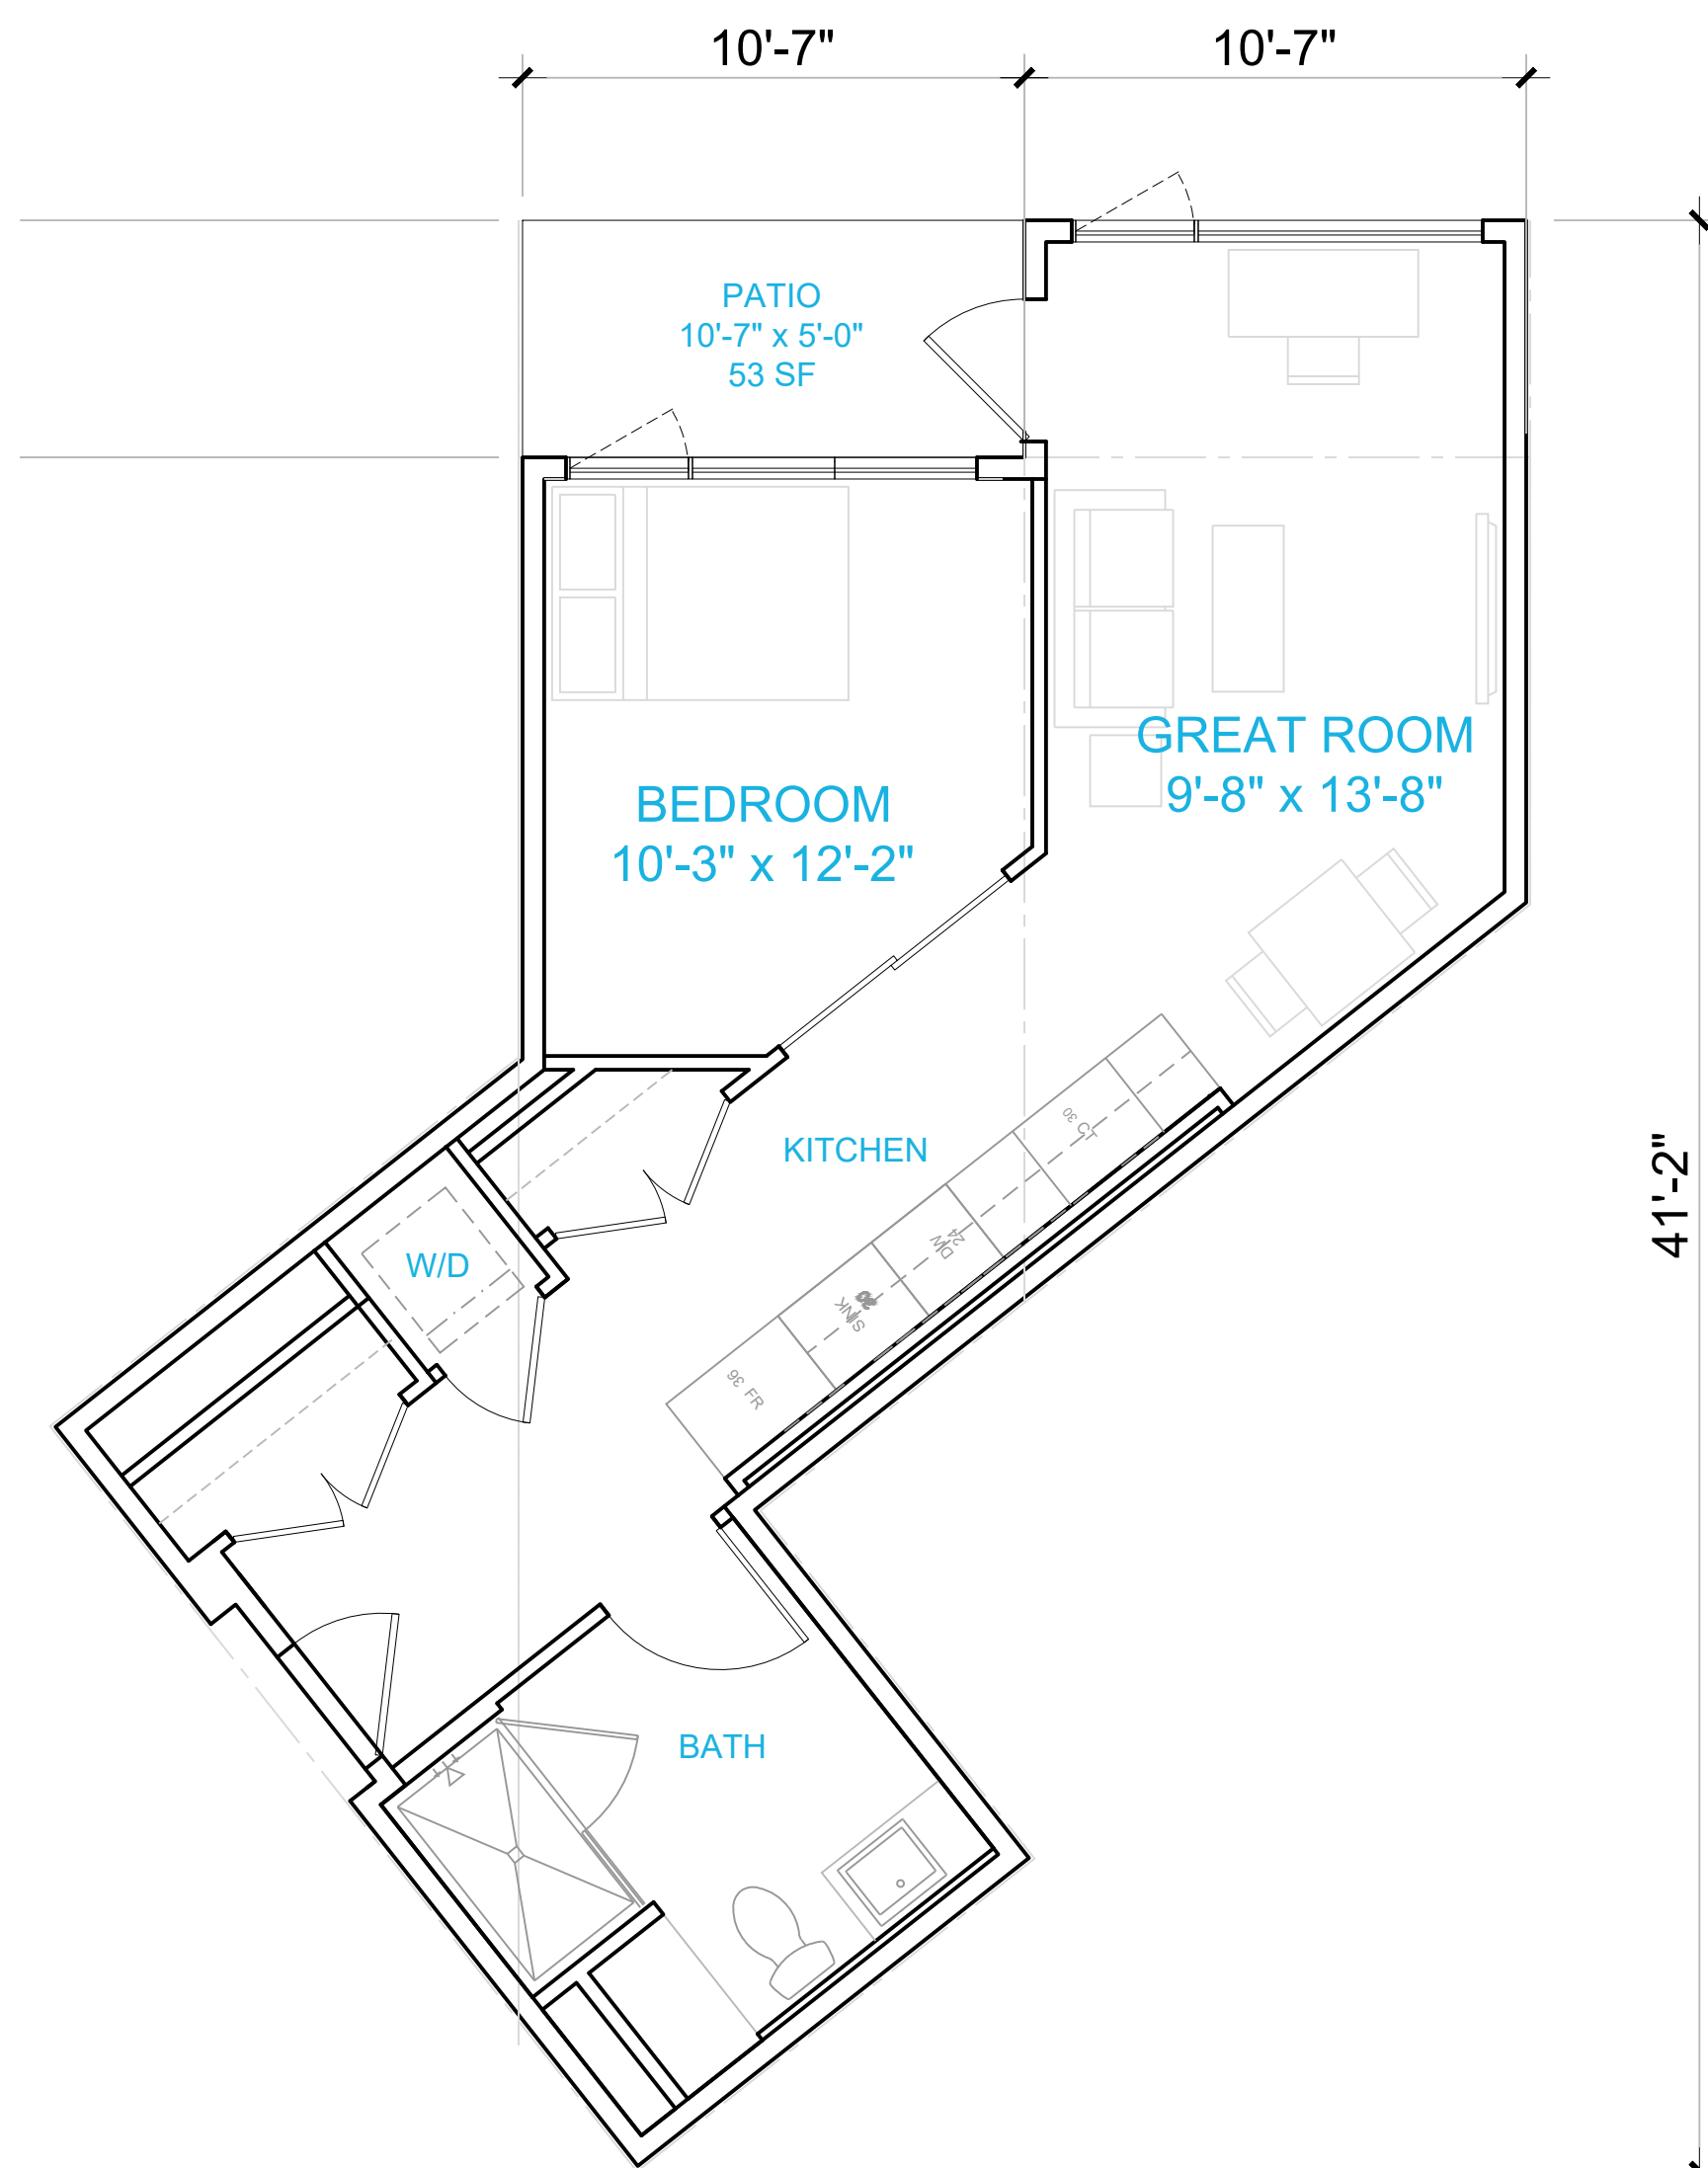 10'-7" 10'-7"
PATIO
10'-7" x 5'-0"
53 SF
GREAT ROOM
9'-8" x 13'-8"
BEDROOM
10'-3" x 12'-2"
KITCHEN
30 CT
41'-2"
W/D
DW
24
SINK
36 FR
BATH